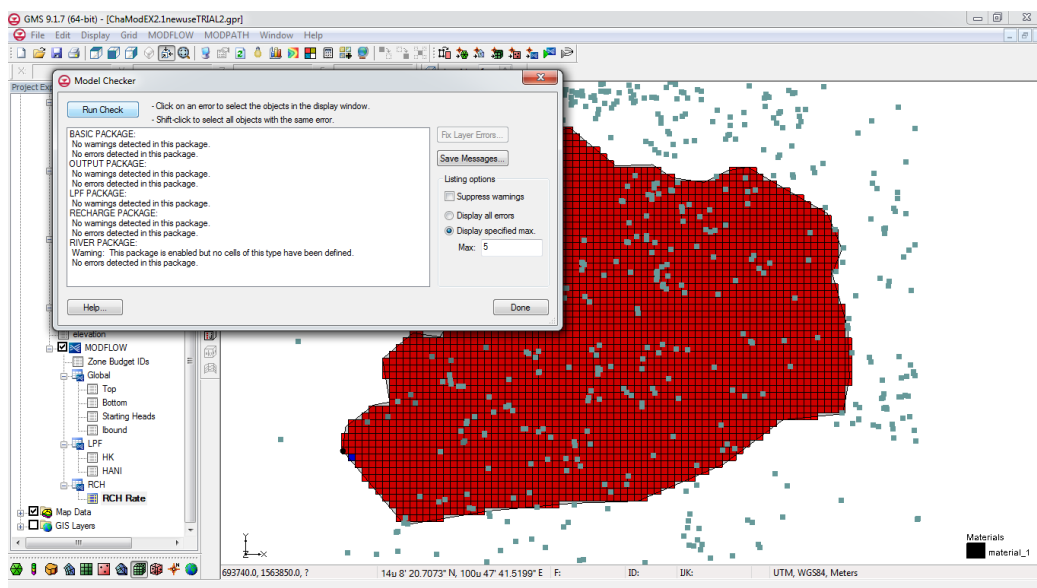 GMS 9.1.7 (64-bit) - [ChaModEX2.1newuseTRIAL2.gpr]
File Edit Display Grid MODFLOW MODPATH Window Help
Model Checker
Project Exp
Run Check
- Click on an error to select the objects in the display window.
- Shift-click to select all objects with the same error.
BASIC PACKAGE:
No warnings detected in this package.
No errors detected in this package.
OUTPUT PACKAGE:
No warnings detected in this package.
No errors detected in this package.
LPF PACKAGE:
No warnings detected in this package.
RECHARGE PACKAGE:
No warnings detected in this package.
No errors detected in this package.
RIVER PACKAGE:
Warning: This package is enabled but no cells of this type have been defined.
No errors detected in this package.
Fix Layer Errors...
Save Messages...
Listing options
Suppress warnings
Display all errors
Display specified max.
Max: 5
Help...
Done
elevation
MODFLOW
Zone Budget IDs
Global
Top
Bottom
Starting Heads
Ibound
LPF
HK
HANI
RCH
RCH Rate
Map Data
GIS Layers
Y
Z
X
Materials
material_1
693740.0, 1563850.0, ?
14u 8' 20.7073" N, 100u 47' 41.5199" E
F:
ID:
IJK:
UTM, WGS84, Meters